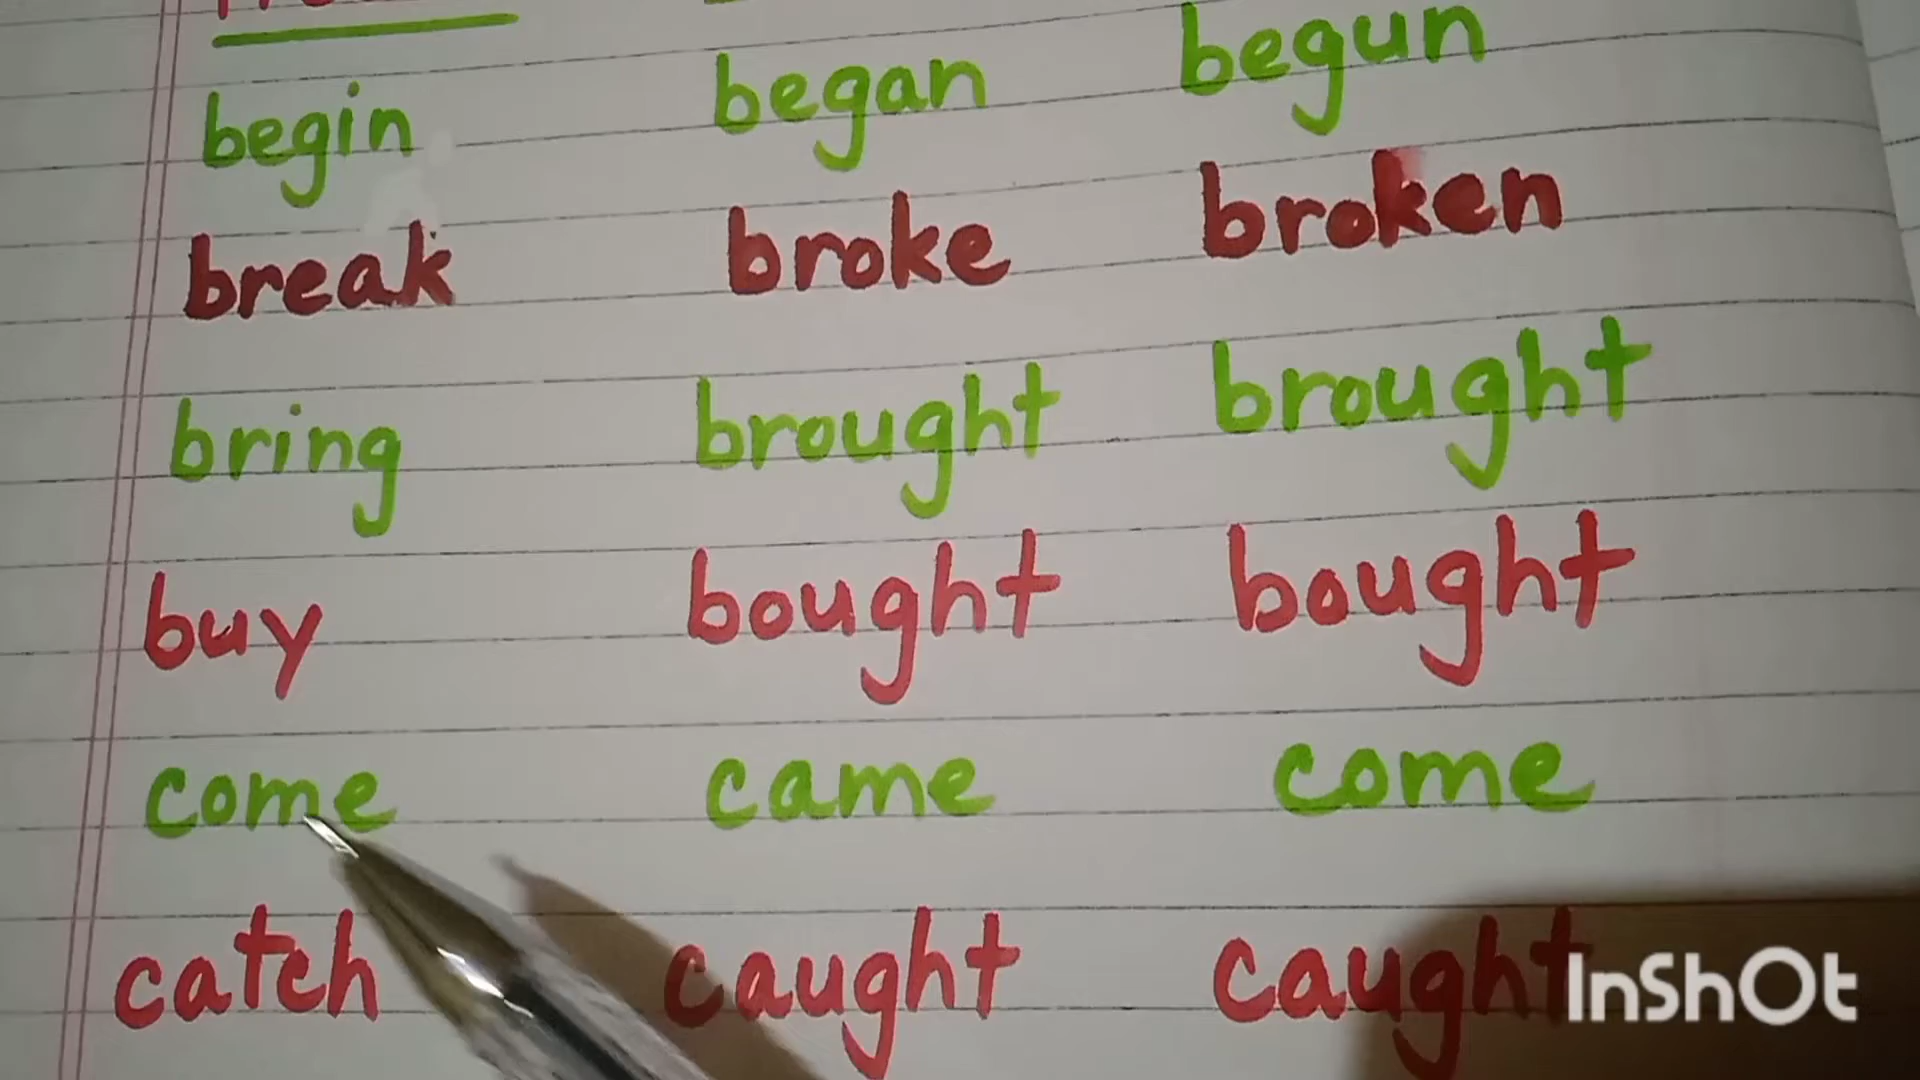 begin began begun
break broke broken
bring brought brought
buy bought bought
come came come
catch caught caught
InShOt